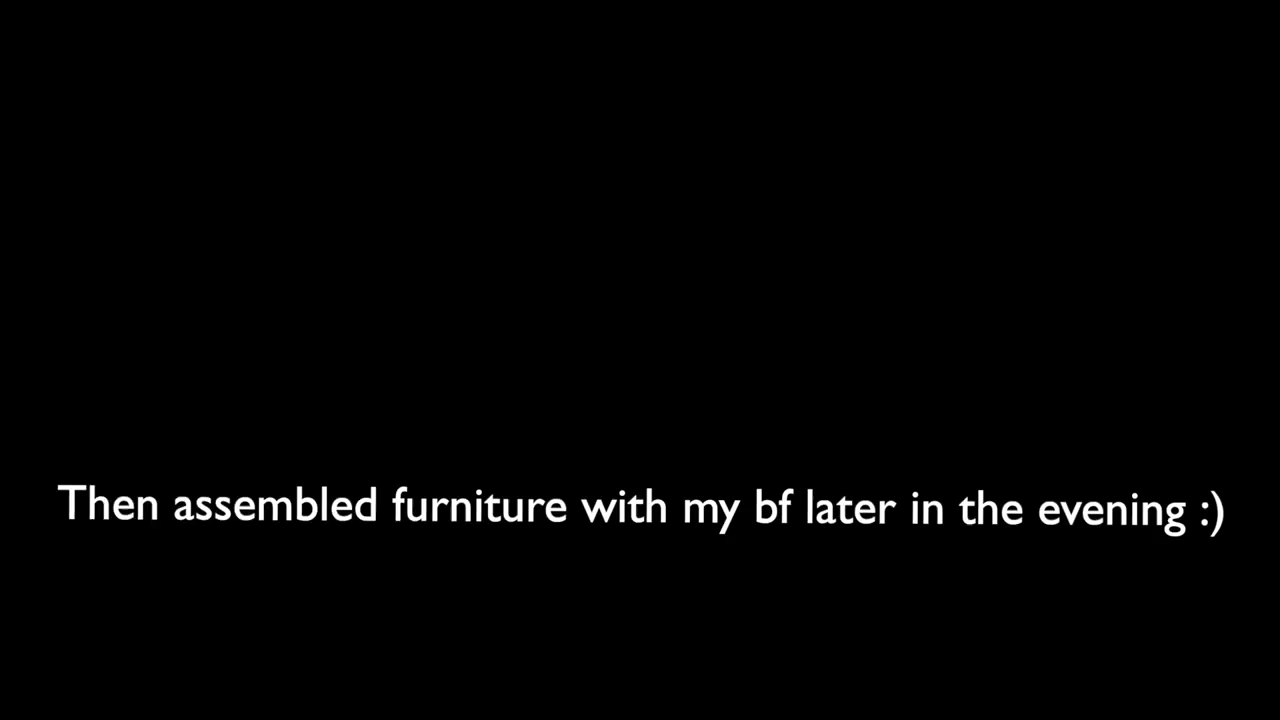 Then assembled furniture with my bf later in the evening :)